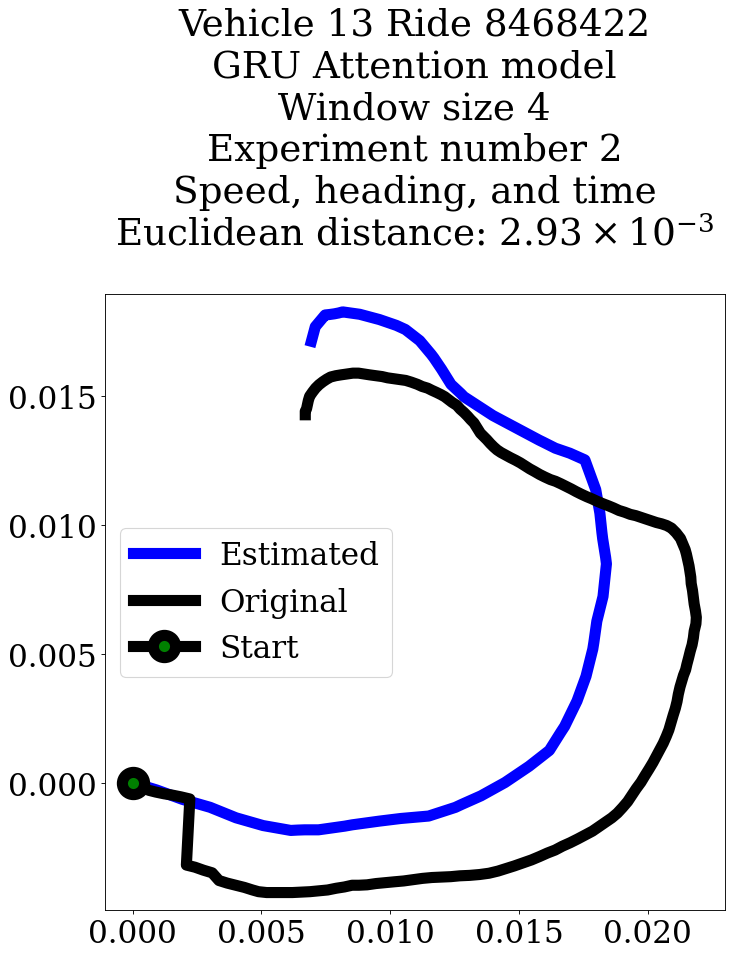 Vehicle 13 Ride 8468422
GRU Attention model
Window size 4
Experiment number 2
Speed, heading, and time
Euclidean distance: 2.93 × 10⁻³
0.015
0.010
Estimated
Original
0.005
Start
0.000
0.000 0.005 0.010 0.015 0.020